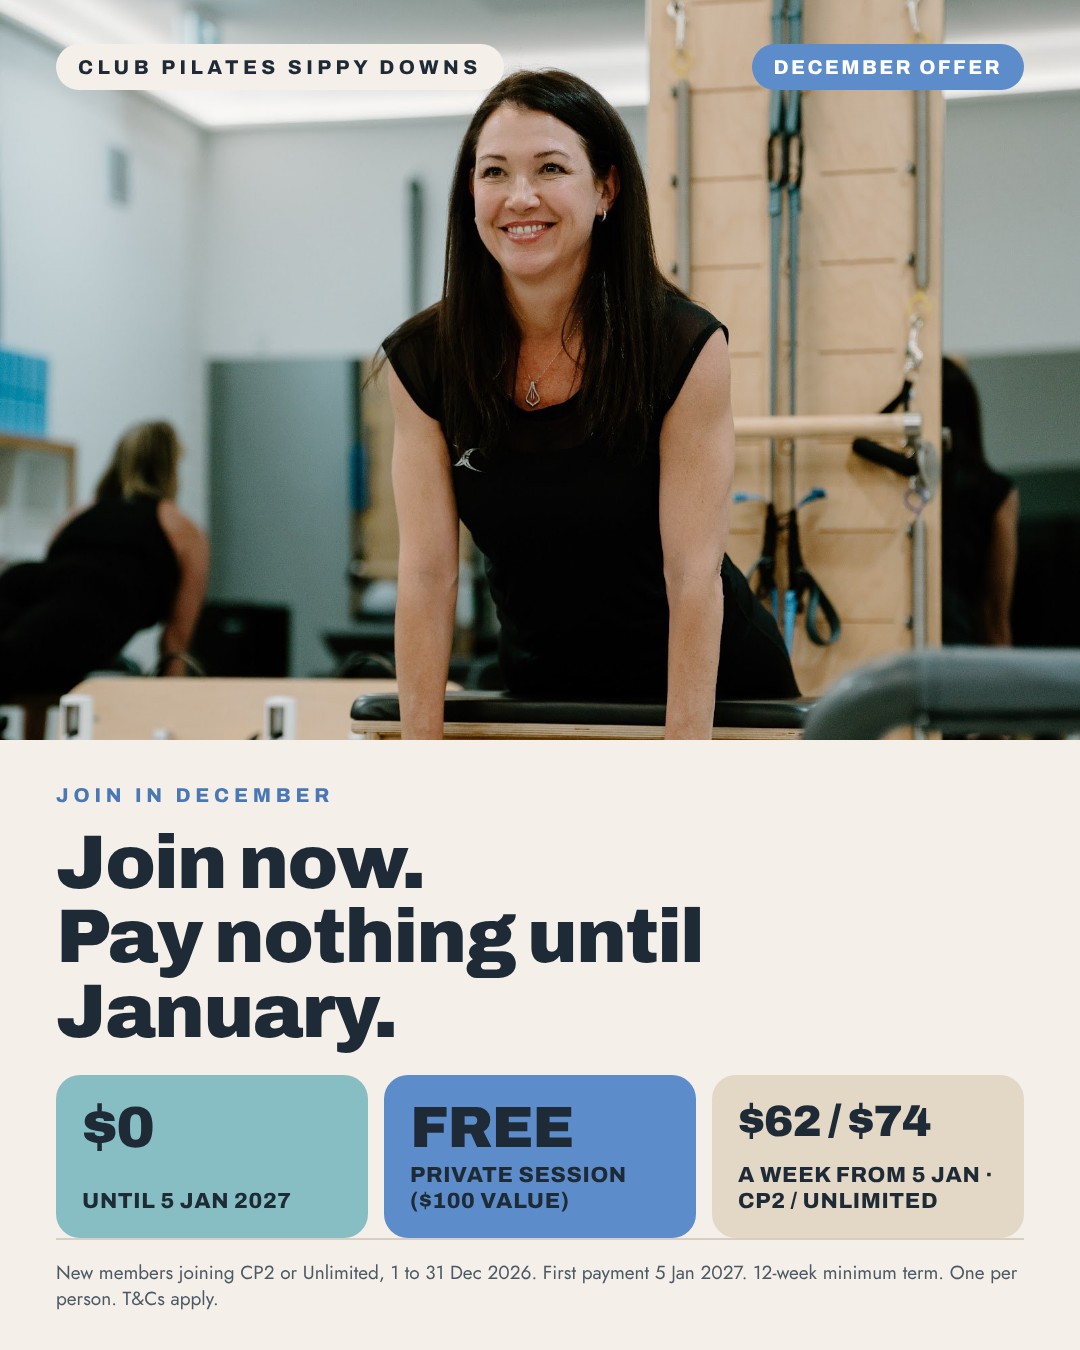 CLUB PILATES SIPPY DOWNS
DECEMBER OFFER
JOIN IN DECEMBER
Join now.
Pay nothing until
January.
$0
UNTIL 5 JAN 2027
FREE
PRIVATE SESSION
($100 VALUE)
$62 / $74
A WEEK FROM 5 JAN ·
CP2 / UNLIMITED
New members joining CP2 or Unlimited, 1 to 31 Dec 2026. First payment 5 Jan 2027. 12-week minimum term. One per
person. T&Cs apply.